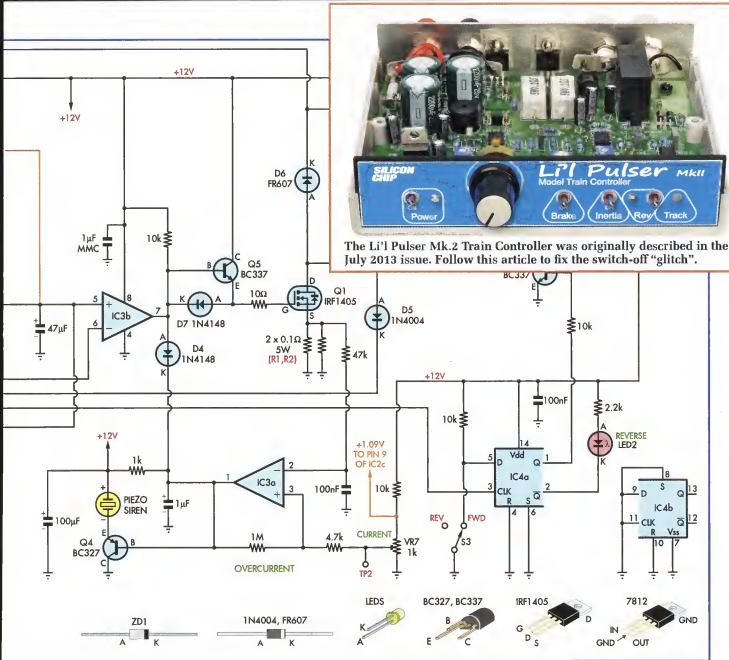 SILICON CHIP
Li'l Pulser MkII
Model Train Controller
Power
Brake
Inertia
Rev
Track
The Li'l Pulser Mk.2 Train Controller was originally described in the
July 2013 issue. Follow this article to fix the switch-off “glitch”.
+12V
+12V
K
D6
FR607
A
1µF
MMC
10k
C
Q5
BC337
B
E
BC337
5
+
8
IC3b
7
47µF
6
–
4
K
A
D7 1N4148
10Ω
D
Q1
IRF1405
G
S
A
D5
1N4004
K
A
D4
1N4148
K
2 x 0.1Ω
5W
(R1,R2)
47k
10k
+12V
+12V
1k
PIEZO
SIREN
100µF
E
Q4
BC327
B
C
1µF
1
IC3a
–
2
+
3
100nF
+1.09V
TO PIN 9
OF IC2c
10k
1M
4.7k
CURRENT
VR7
1k
TP2
OVERCURRENT
10k
100nF
2.2k
A
λ
REVERSE
LED2
K
14
Vdd
5
D
Q
1
IC4a
3
CLK
Q
2
R
S
4
6
REV
FWD
S3
8
S
9
D
Q
13
IC4b
11
CLK
Q
12
R
Vss
10
7
ZD1
A
K
1N4004, FR607
A
K
LEDS
K
A
BC327, BC337
B
E
C
IRF1405
G
D
S
D
7812
IN
GND
OUT
GND